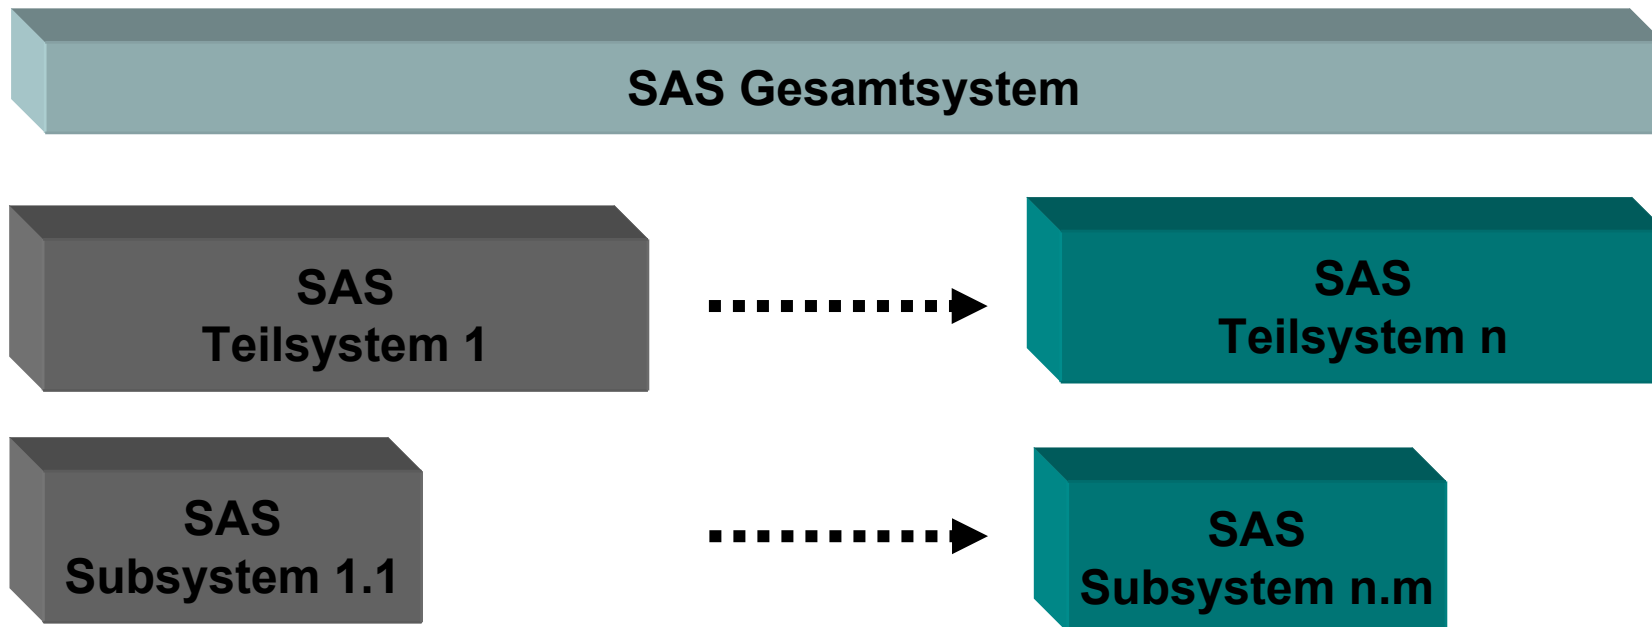 SAS Gesamtsystem
SAS
Teilsystem 1
SAS
Teilsystem n
SAS
Subsystem 1.1
SAS
Subsystem n.m